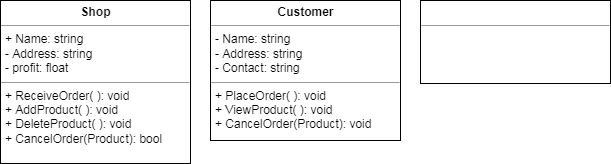 Shop
+ Name: string
- Address: string
- profit: float
+ ReceiveOrder( ): void
+ AddProduct( ): void
+ DeleteProduct( ): void
+ CancelOrder(Product): bool
Customer
- Name: string
- Address: string
- Contact: string
+ PlaceOrder( ): void
+ ViewProduct( ): void
+ CancelOrder(Product): void